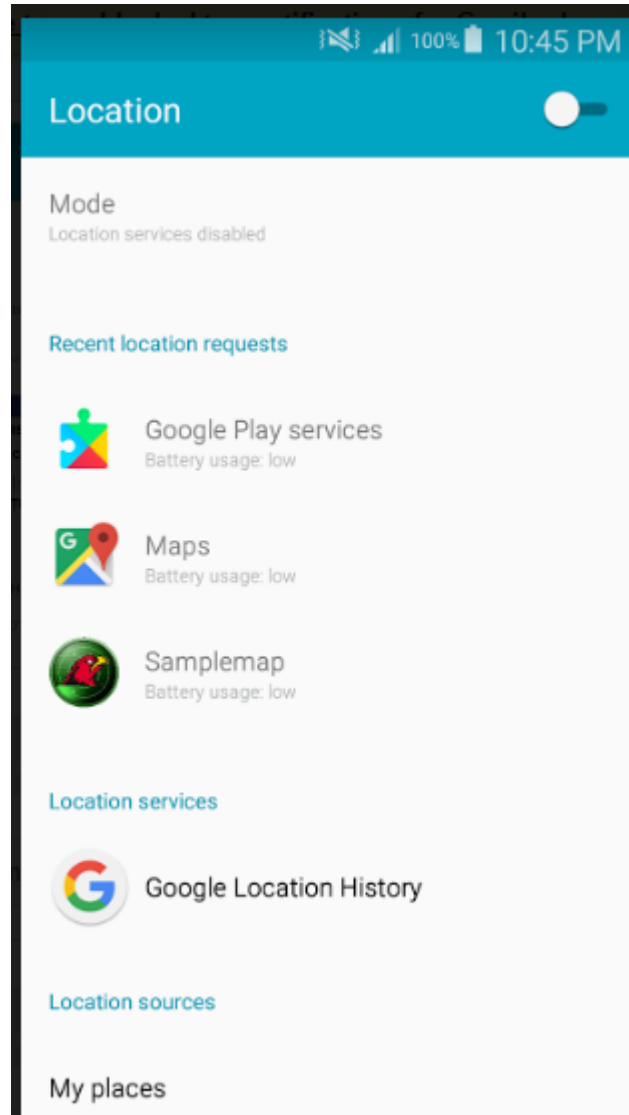 100% 10:45 PM
Location
Mode
Location services disabled
Recent location requests
Google Play services
Battery usage: low
G
Maps
Battery usage: low
Samplemap
Battery usage: low
Location services
G
Google Location History
Location sources
My places